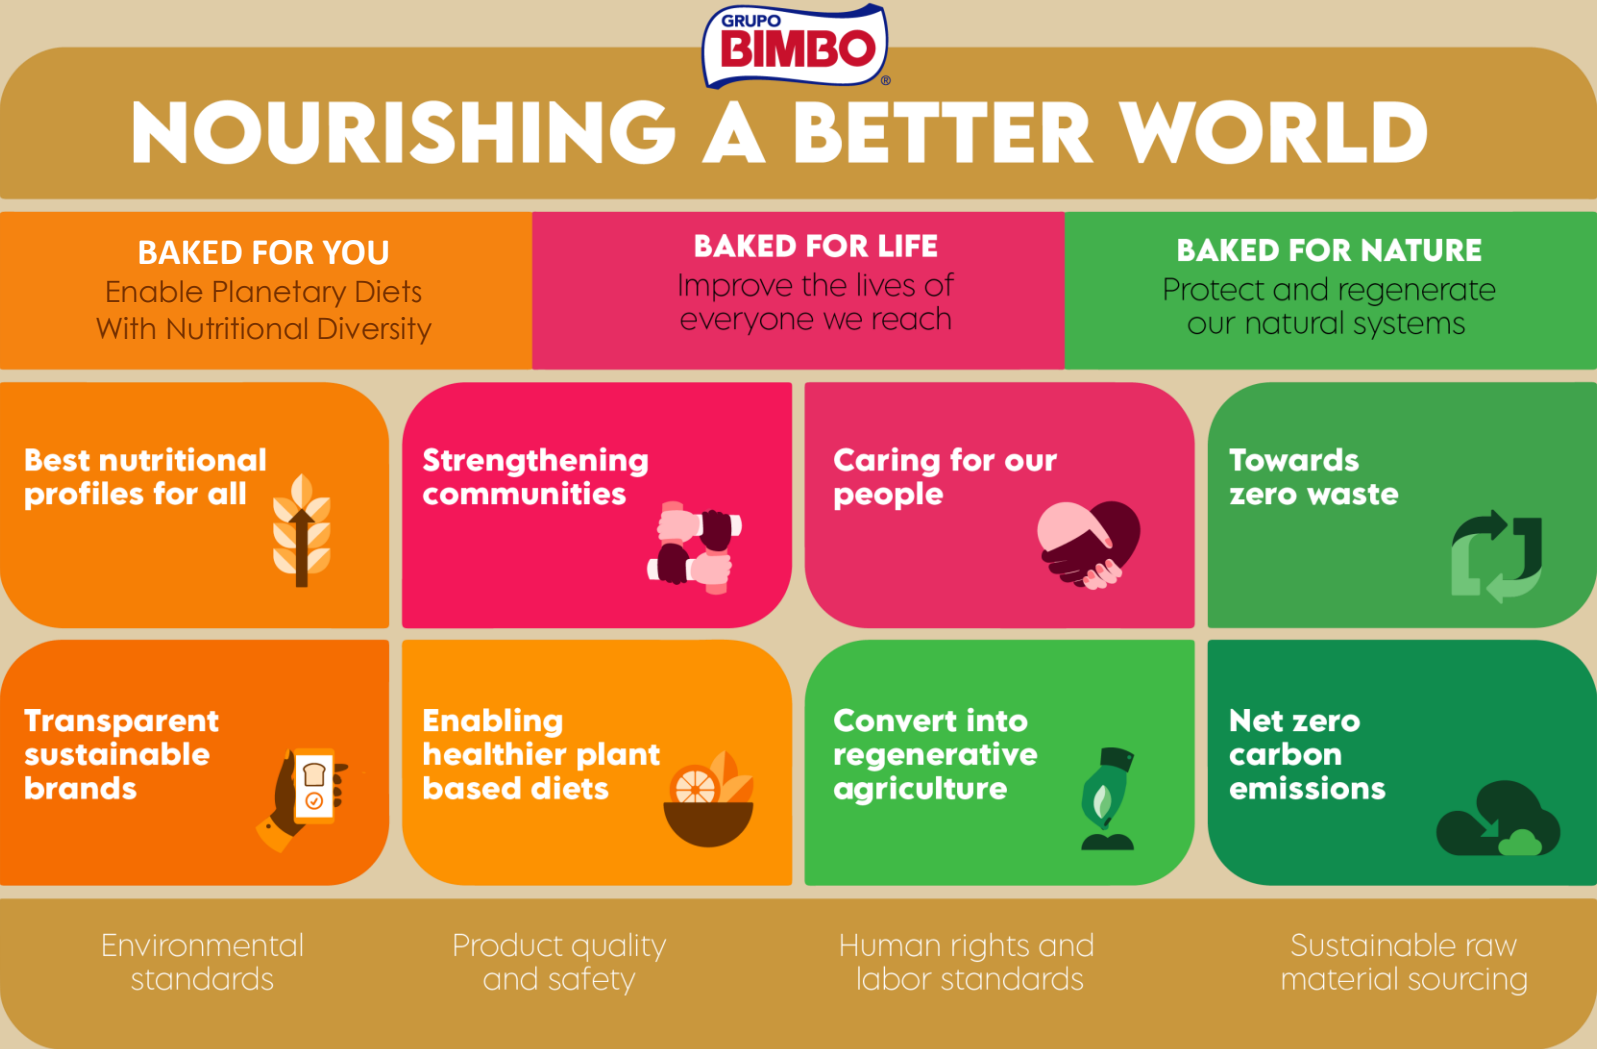 GRUPO
BIMBO
®
NOURISHING A BETTER WORLD
BAKED FOR YOU
Enable Planetary Diets
With Nutritional Diversity
BAKED FOR LIFE
Improve the lives of
everyone we reach
BAKED FOR NATURE
Protect and regenerate
our natural systems
Best nutritional
profiles for all
Strengthening
communities
Caring for our
people
Towards
zero waste
Transparent
sustainable
brands
Enabling
healthier plant
based diets
Convert into
regenerative
agriculture
Net zero
carbon
emissions
Environmental
standards
Product quality
and safety
Human rights and
labor standards
Sustainable raw
material sourcing